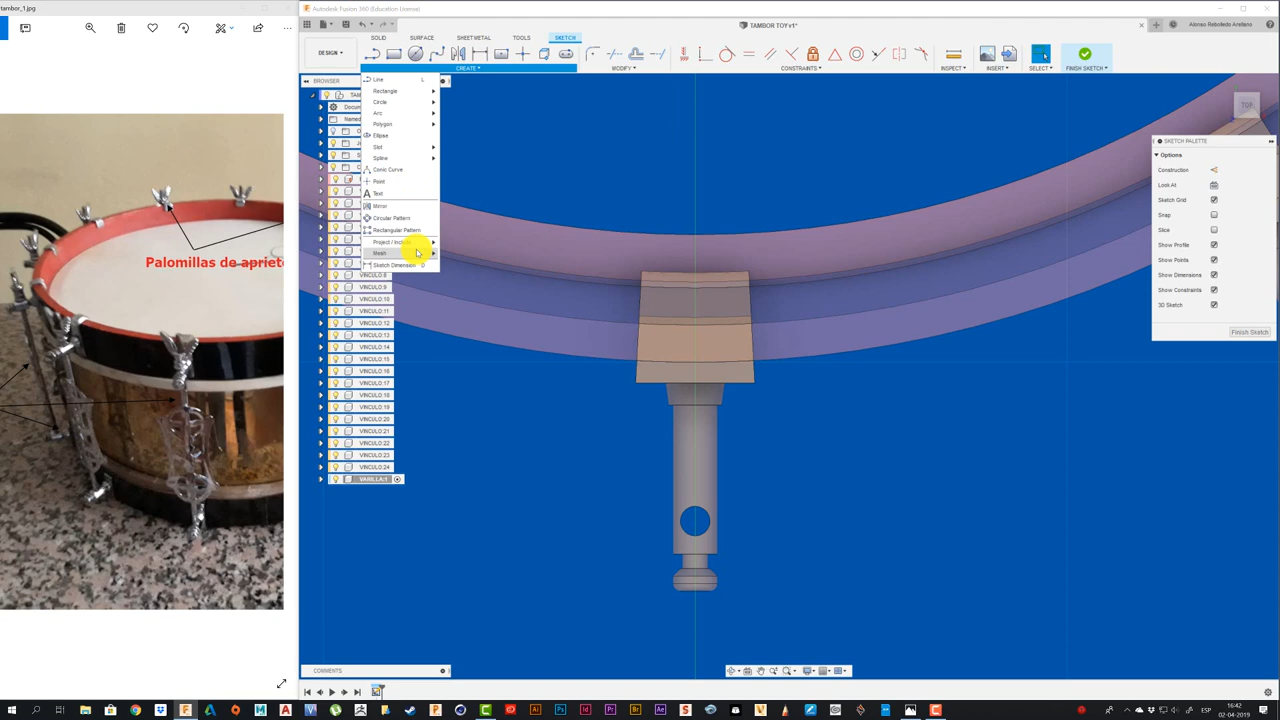 tambor_1.jpg
Palomillas de apriete
Autodesk Fusion 360 (Education License)
TAMBOR TOY v1*
Alonso Rebolledo Arellano
DESIGN
SOLID
SURFACE
SHEET METAL
TOOLS
SKETCH
CREATE
MODIFY
CONSTRAINTS
INSPECT
INSERT
SELECT
FINISH SKETCH
BROWSER
Line L
Rectangle
Circle
Arc
Polygon
Ellipse
Slot
Spline
Conic Curve
Point
Text
Mirror
Circular Pattern
Rectangular Pattern
Project / Include
Mesh
Sketch Dimension D
VINCULO:8
VINCULO:9
VINCULO:10
VINCULO:11
VINCULO:12
VINCULO:13
VINCULO:14
VINCULO:15
VINCULO:16
VINCULO:17
VINCULO:18
VINCULO:19
VINCULO:20
VINCULO:21
VINCULO:22
VINCULO:23
VINCULO:24
VARILLA:1
TOP
SKETCH PALETTE
Options
Construction
Look At
Sketch Grid
Snap
Slice
Show Profile
Show Points
Show Dimensions
Show Constraints
3D Sketch
Finish Sketch
COMMENTS
ESP
16:42
02-04-2019